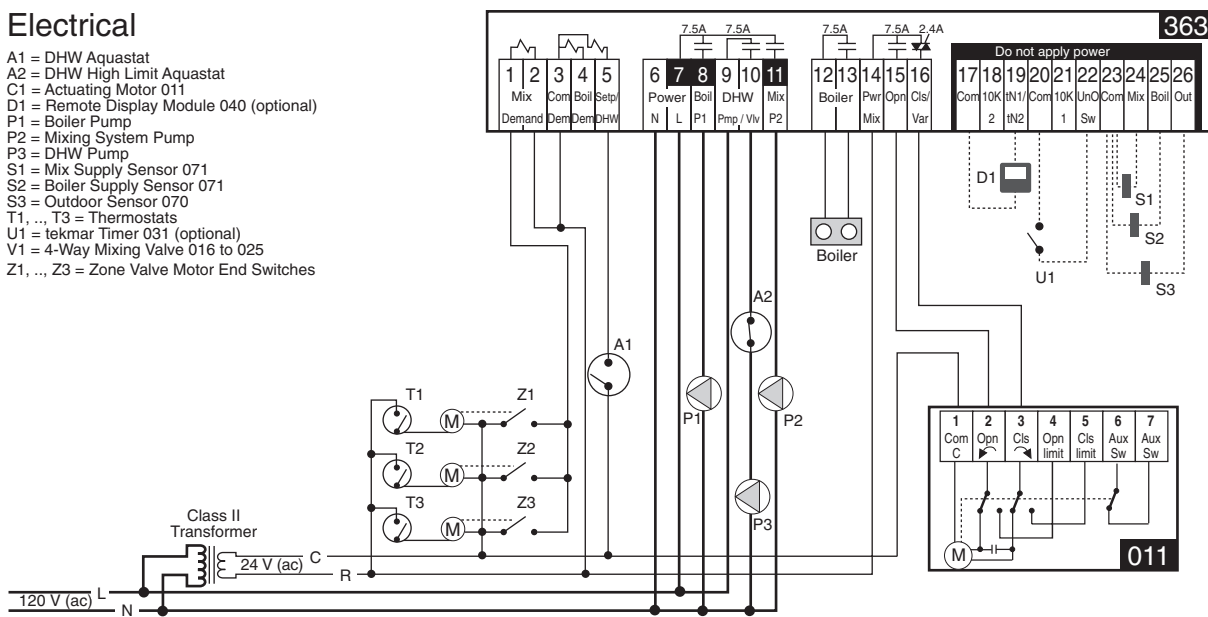 Electrical
A1 = DHW Aquastat
A2 = DHW High Limit Aquastat
C1 = Actuating Motor 011
D1 = Remote Display Module 040 (optional)
P1 = Boiler Pump
P2 = Mixing System Pump
P3 = DHW Pump
S1 = Mix Supply Sensor 071
S2 = Boiler Supply Sensor 071
S3 = Outdoor Sensor 070
T1, .., T3 = Thermostats
U1 = tekmar Timer 031 (optional)
V1 = 4-Way Mixing Valve 016 to 025
Z1, .., Z3 = Zone Valve Motor End Switches
363
7.5A 7.5A 7.5A 7.5A 2.4A
Do not apply power
1 2 3 4 5 6 7 8 9 10 11 12 13 14 15 16 17 18 19 20 21 22 23 24 25 26
Mix Com Boil Setp/ Power Boil DHW Mix Boiler Pwr Opn Cls/ Com 10K tN1/ Com 10K UnO Com Mix Boil Out
Demand Dem Dem DHW N L P1 Pmp / Vlv P2 Mix Var 2 tN2 1 Sw
D1
S1
S2
S3
U1
Boiler
A2
A1
P1
P2
P3
T1 Z1
M
T2 Z2
M
T3 Z3
M
Class II
Transformer
24 V (ac)
C
R
120 V (ac)
L
N
1 2 3 4 5 6 7
Com Opn Cls Opn Cls Aux Aux
C limit limit Sw Sw
M
011